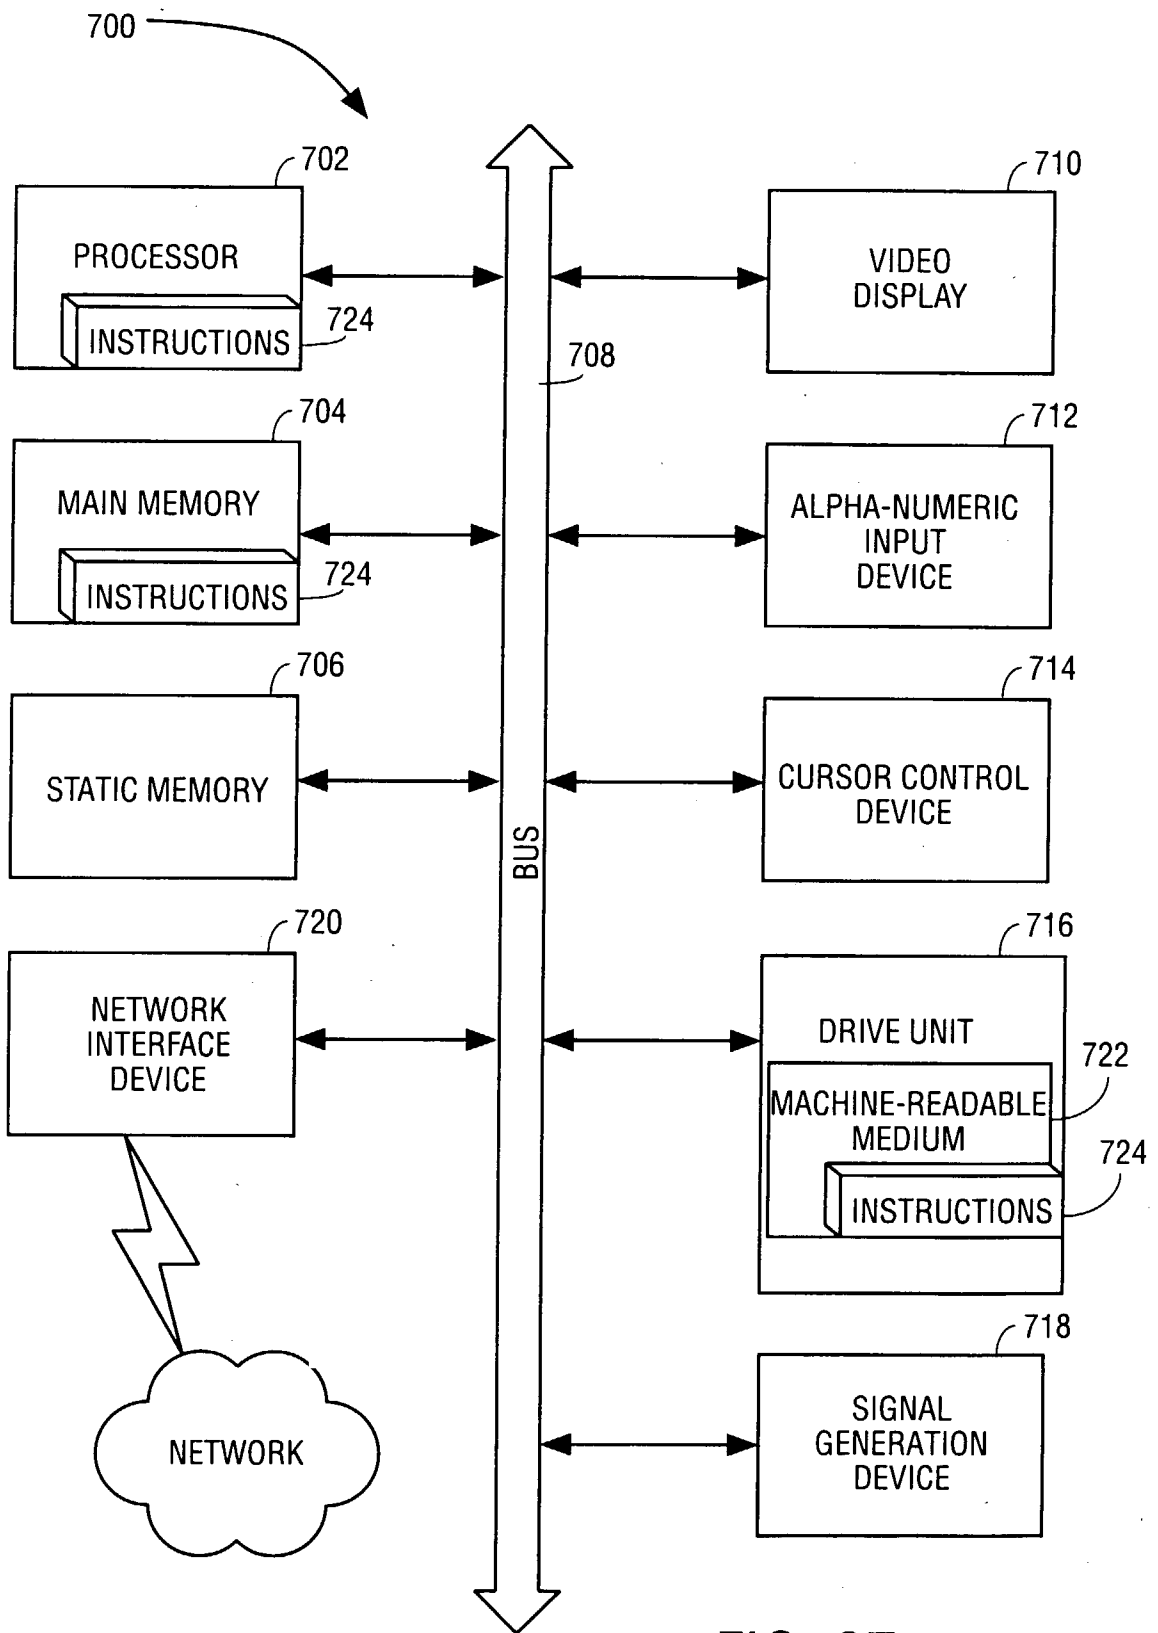 700
702
PROCESSOR
INSTRUCTIONS
724
704
MAIN MEMORY
INSTRUCTIONS
724
706
STATIC MEMORY
720
NETWORK
INTERFACE
DEVICE
NETWORK
708
BUS
710
VIDEO
DISPLAY
712
ALPHA-NUMERIC
INPUT
DEVICE
714
CURSOR CONTROL
DEVICE
716
DRIVE UNIT
722
MACHINE-READABLE
MEDIUM
724
INSTRUCTIONS
718
SIGNAL
GENERATION
DEVICE